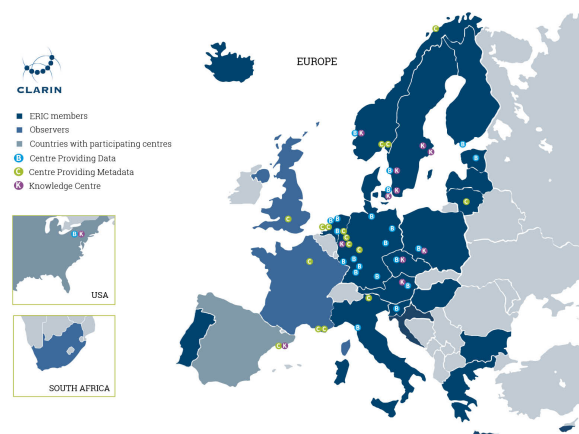 EUROPE
CLARIN
ERIC members
Observers
Countries with participating centres
B Centre Providing Data
C Centre Providing Metadata
K Knowledge Centre
B K
USA
SOUTH AFRICA